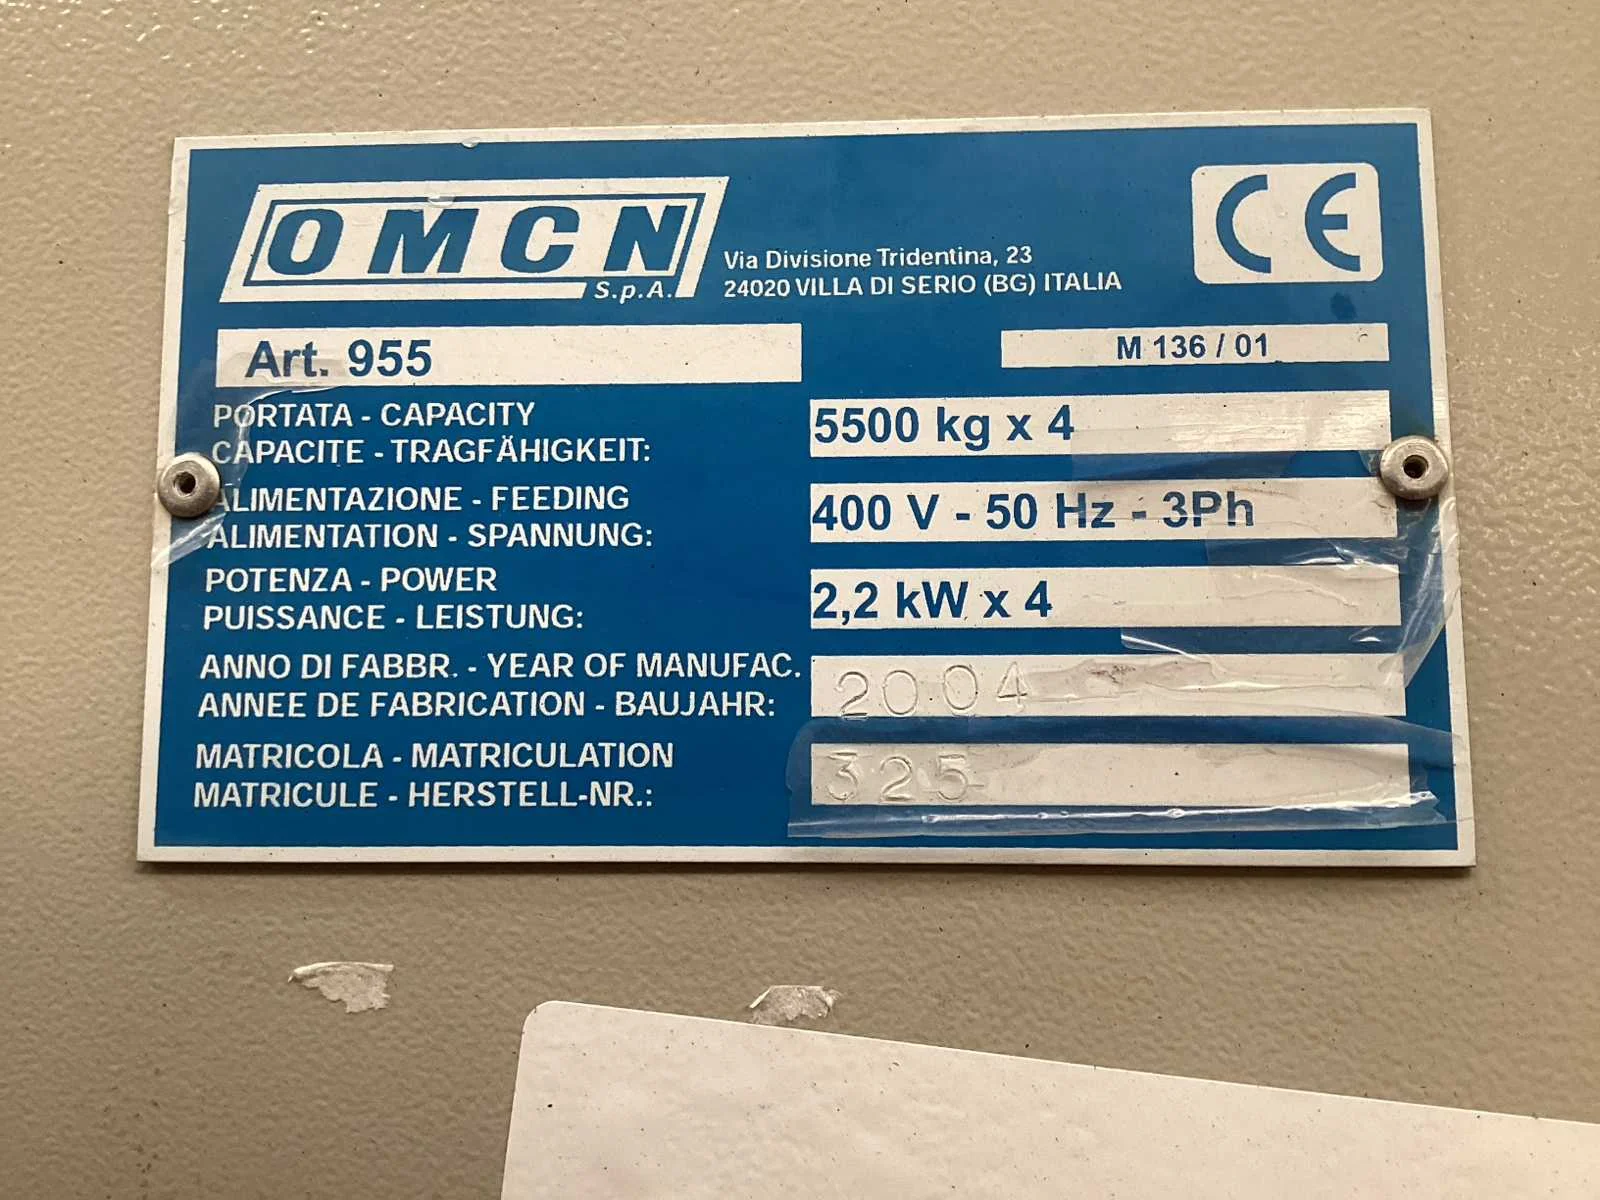 OMCN
S.p.A.
Via Divisione Tridentina, 23
24020 VILLA DI SERIO (BG) ITALIA
CE
Art. 955
M 136 / 01
PORTATA - CAPACITY
CAPACITE - TRAGFÄHIGKEIT:
5500 kg x 4
ALIMENTAZIONE - FEEDING
ALIMENTATION - SPANNUNG:
400 V - 50 Hz - 3Ph
POTENZA - POWER
PUISSANCE - LEISTUNG:
2,2 kW x 4
ANNO DI FABBR. - YEAR OF MANUFAC.
ANNEE DE FABRICATION - BAUJAHR:
2004
MATRICOLA - MATRICULATION
MATRICULE - HERSTELL-NR.:
325